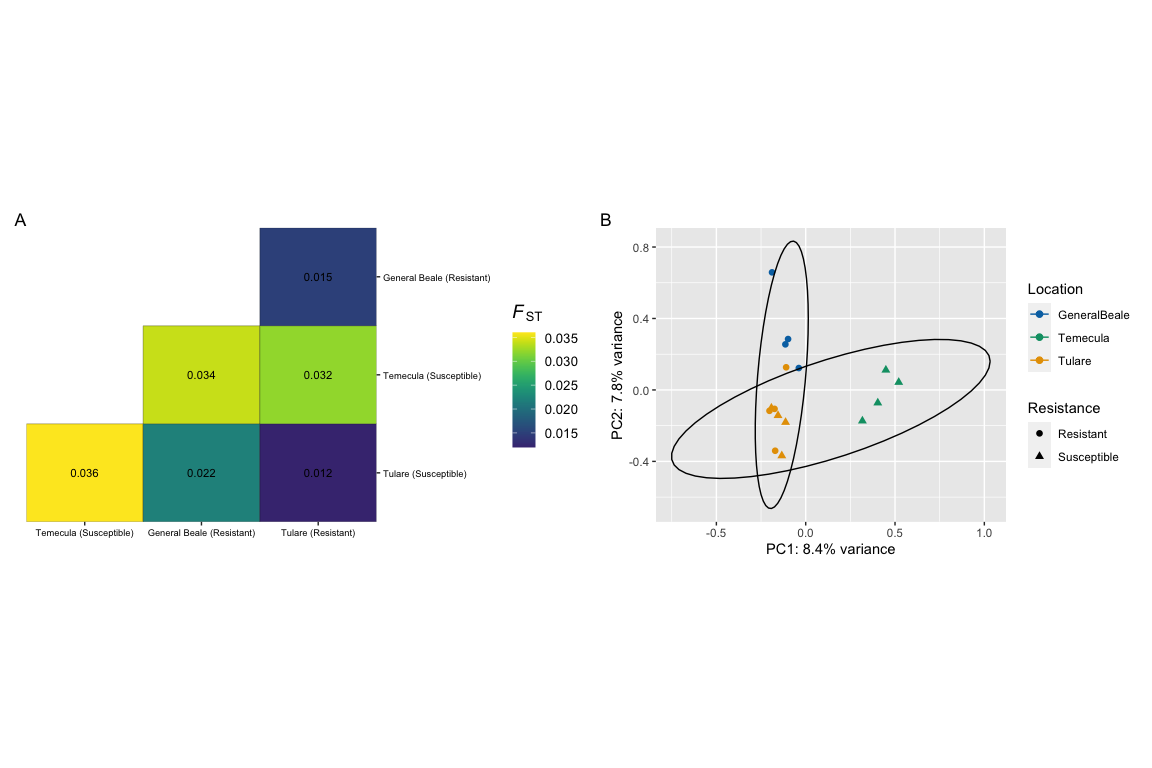 A
0.015
General Beale (Resistant)
0.034
0.032
Temecula (Susceptible)
0.036
0.022
0.012
Tulare (Susceptible)
Temecula (Susceptible)
General Beale (Resistant)
Tulare (Resistant)
FST
0.035
0.030
0.025
0.020
0.015
B
PC2: 7.8% variance
0.8
0.4
0.0
-0.4
-0.5
0.0
0.5
1.0
PC1: 8.4% variance
Location
GeneralBeale
Temecula
Tulare
Resistance
Resistant
Susceptible